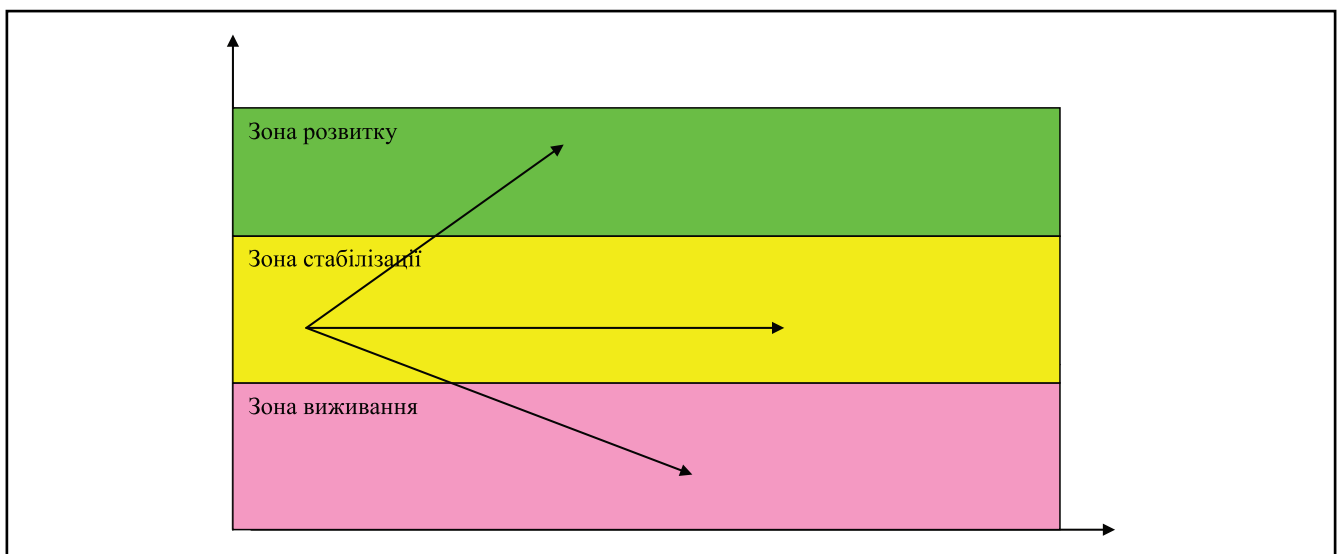 Зона розвитку
Зона стабілізації
Зона виживання